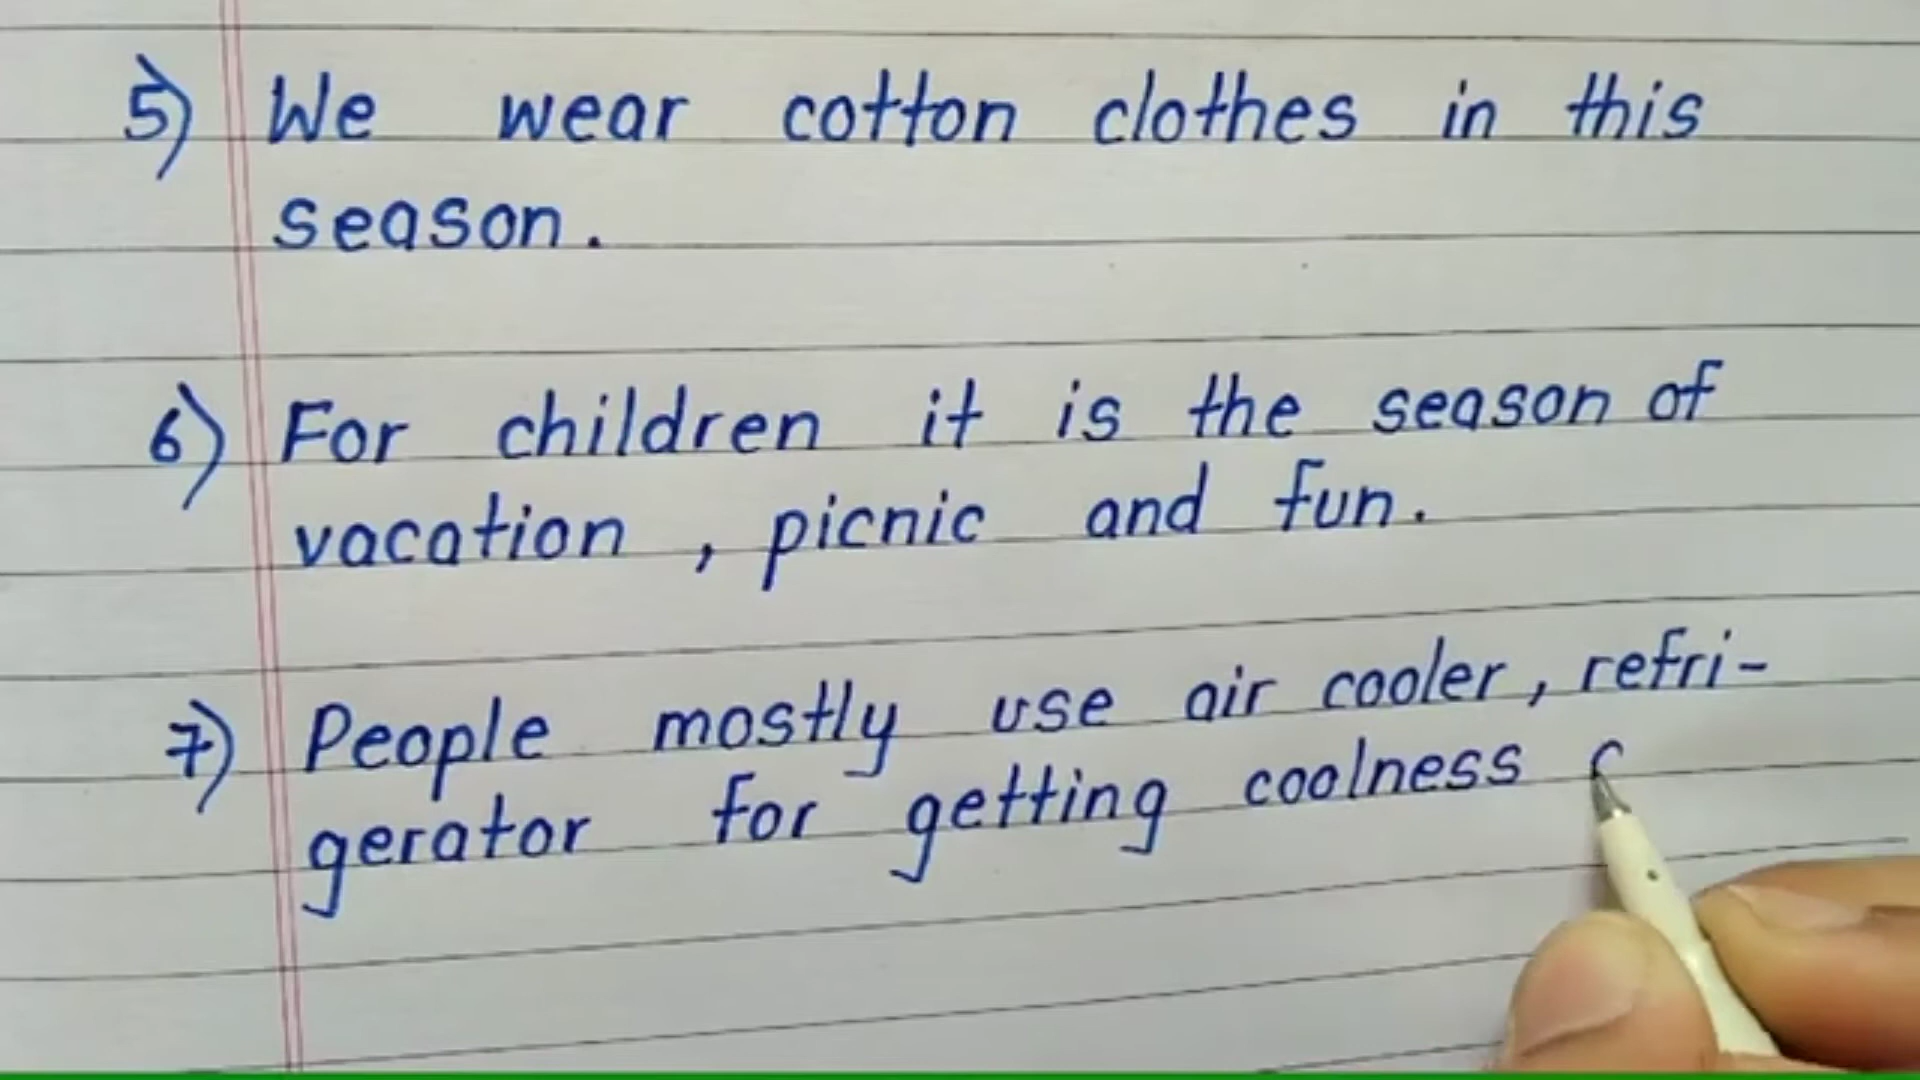 5) We wear cotton clothes in this
season.
6) For children it is the season of
vacation, picnic and fun.
7) People mostly use air cooler, refri-
gerator for getting coolness